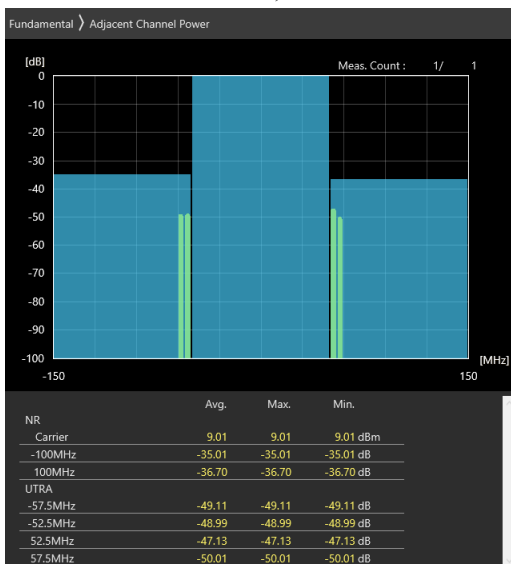 Fundamental 〉 Adjacent Channel Power
[dB]
Meas. Count : 1/ 1
0
-10
-20
-30
-40
-50
-60
-70
-80
-90
-100
[MHz]
-150 150
Avg. Max. Min.
NR
Carrier 9.01 9.01 9.01 dBm
-100MHz -35.01 -35.01 -35.01 dB
100MHz -36.70 -36.70 -36.70 dB
UTRA
-57.5MHz -49.11 -49.11 -49.11 dB
-52.5MHz -48.99 -48.99 -48.99 dB
52.5MHz -47.13 -47.13 -47.13 dB
57.5MHz -50.01 -50.01 -50.01 dB